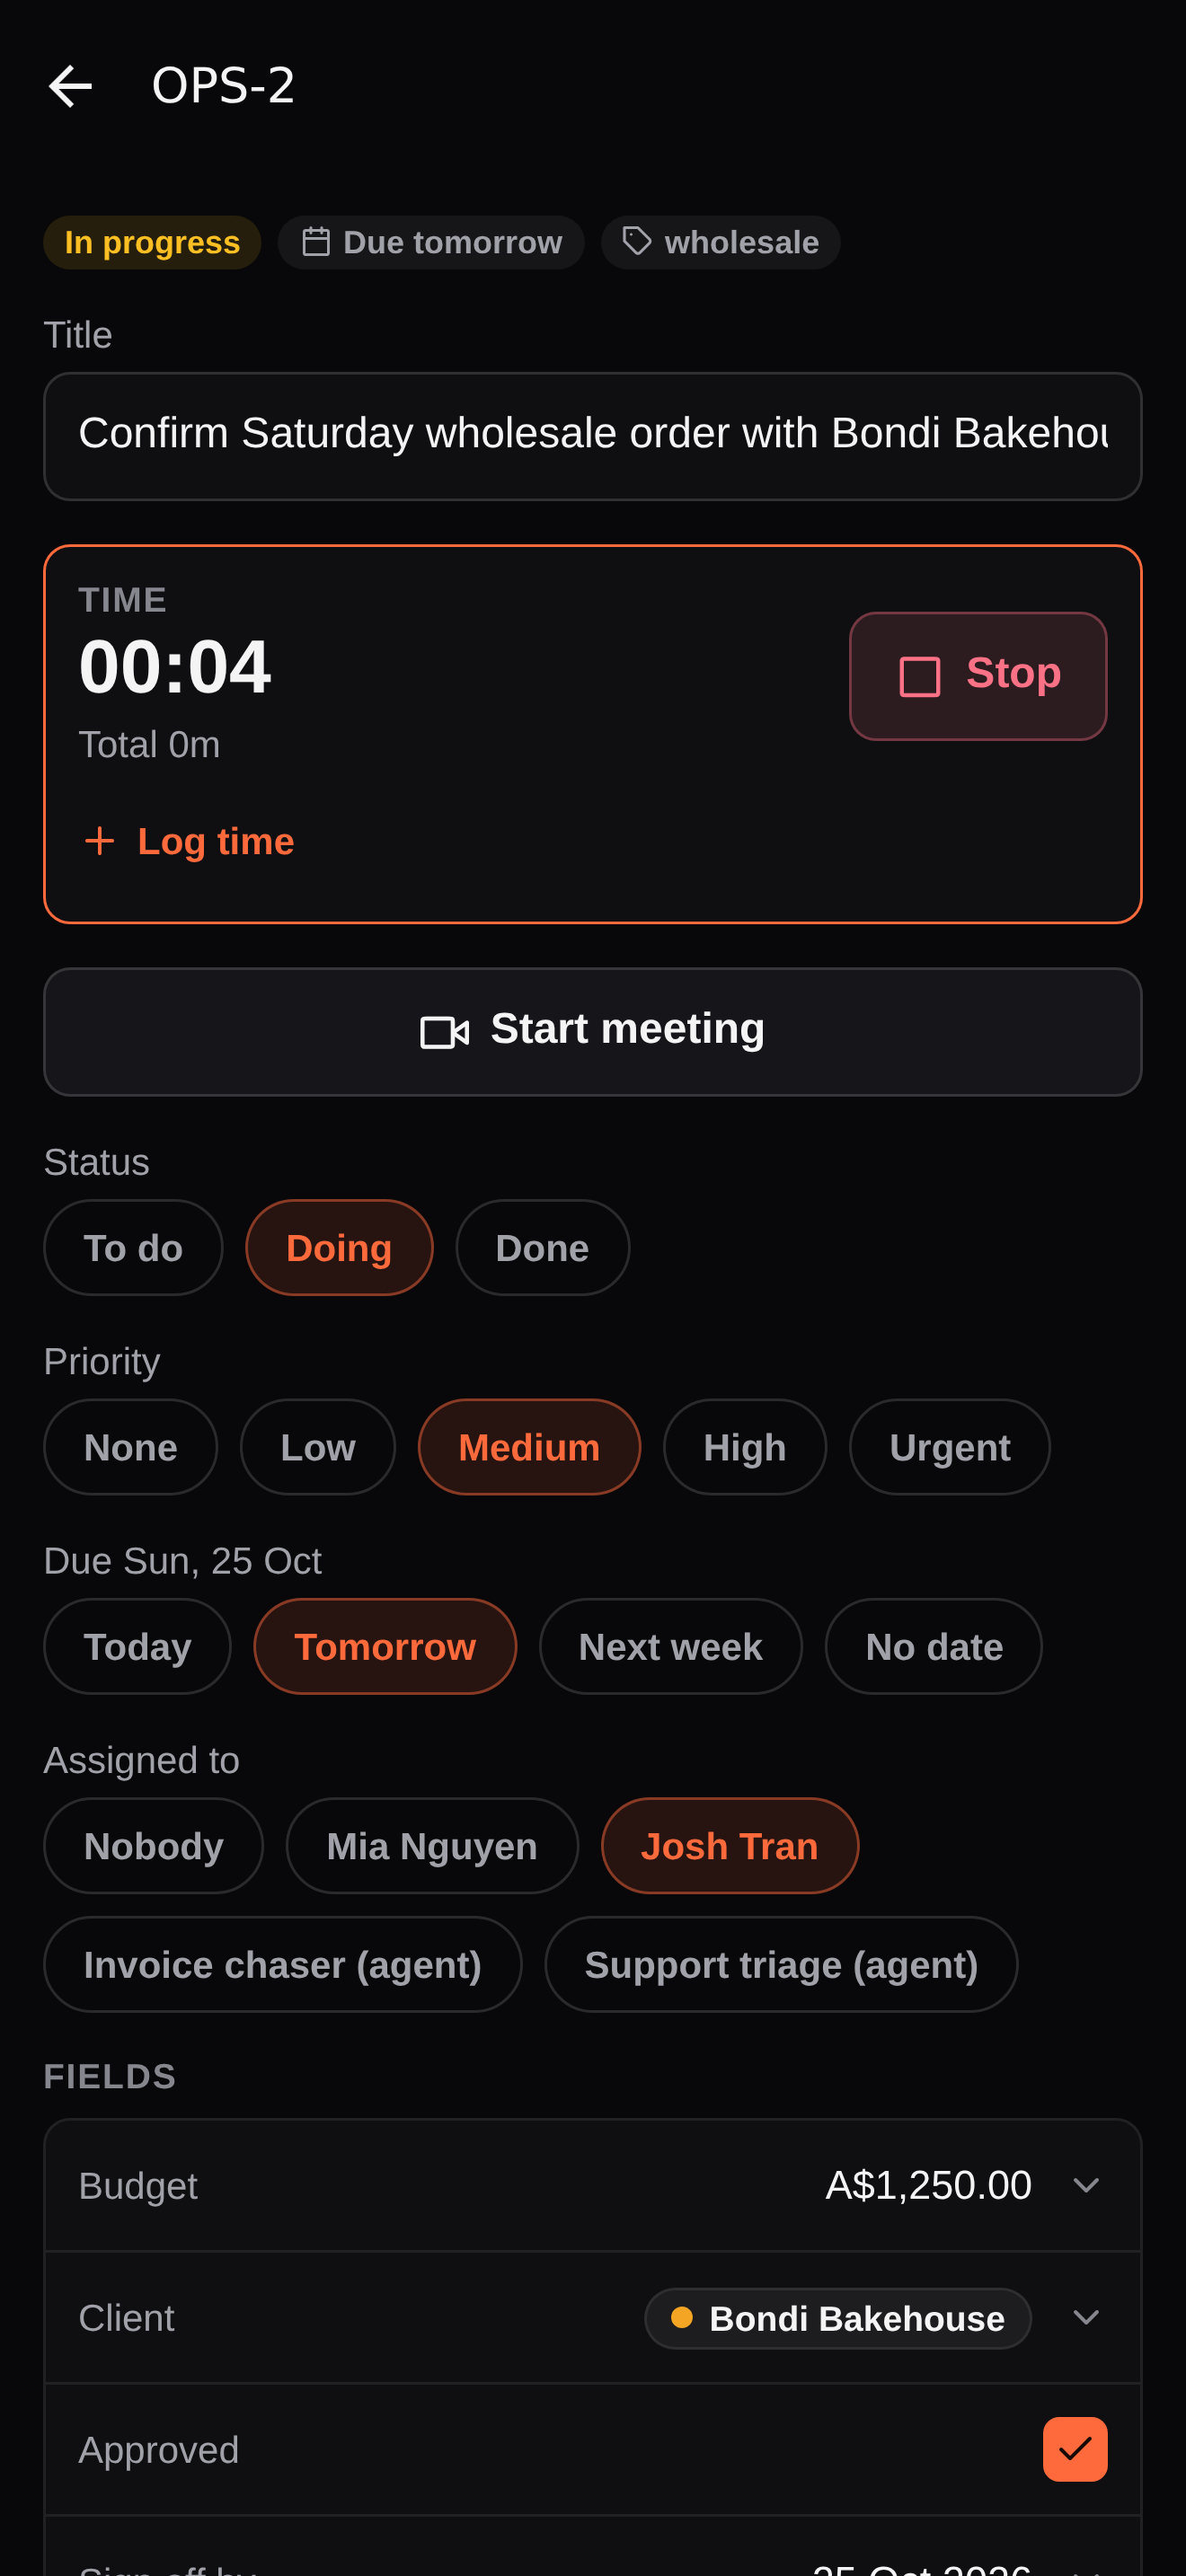 OPS-2
In progress Due tomorrow wholesale
Title
Confirm Saturday wholesale order with Bondi
TIME
00:04
Stop
Total 0m
Log time
Start meeting
Status
To do Doing Done
Priority
None Low Medium High Urgent
Due Sun, 25 Oct
Today Tomorrow Next week No date
Assigned to
Nobody Mia Nguyen Josh Tran
Invoice chaser (agent) Support triage (agent)
FIELDS
Budget A$1,250.00
Client Bondi Bakehouse
Approved